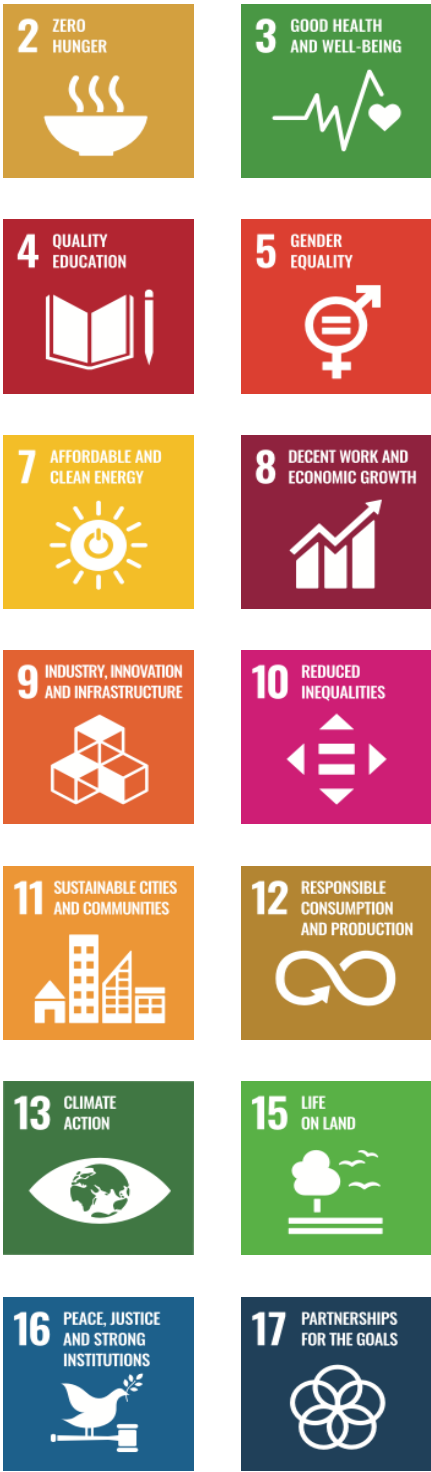 2 ZERO
HUNGER
3 GOOD HEALTH
AND WELL-BEING
4 QUALITY
EDUCATION
5 GENDER
EQUALITY
7 AFFORDABLE AND
CLEAN ENERGY
8 DECENT WORK AND
ECONOMIC GROWTH
9 INDUSTRY, INNOVATION
AND INFRASTRUCTURE
10 REDUCED
INEQUALITIES
11 SUSTAINABLE CITIES
AND COMMUNITIES
12 RESPONSIBLE
CONSUMPTION
AND PRODUCTION
13 CLIMATE
ACTION
15 LIFE
ON LAND
16 PEACE, JUSTICE
AND STRONG
INSTITUTIONS
17 PARTNERSHIPS
FOR THE GOALS